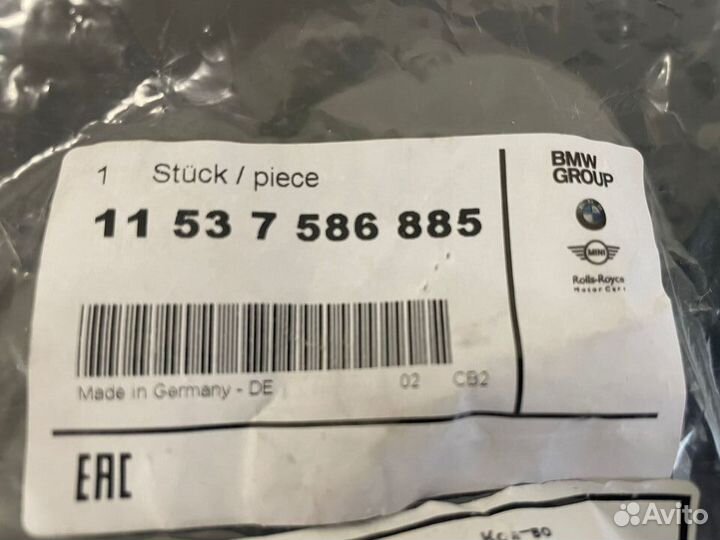 1 Stück / piece
11 53 7 586 885
BMW
GROUP
MINI
Rolls-Royce
Motor Cars
Made in Germany - DE 02 CB2
EAC
Avito